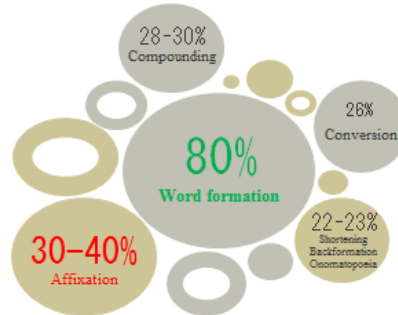 28-30%
Compounding
26%
Conversion
80%
Word formation
22-23%
Shortening
Backformation
Onomatopoeia
30-40%
Affixation